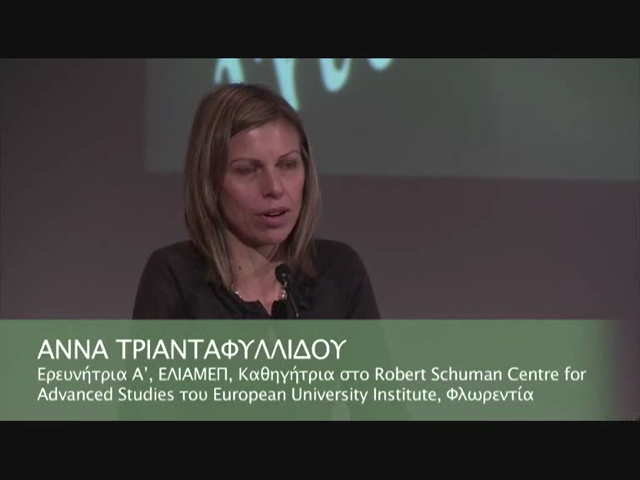 ΑΝΝΑ ΤΡΙΑΝΤΑΦΥΛΛΙΔΟΥ
Ερευνήτρια Α', ΕΛΙΑΜΕΠ, Καθηγήτρια στο Robert Schuman Centre for
Advanced Studies του European University Institute, Φλωρεντία